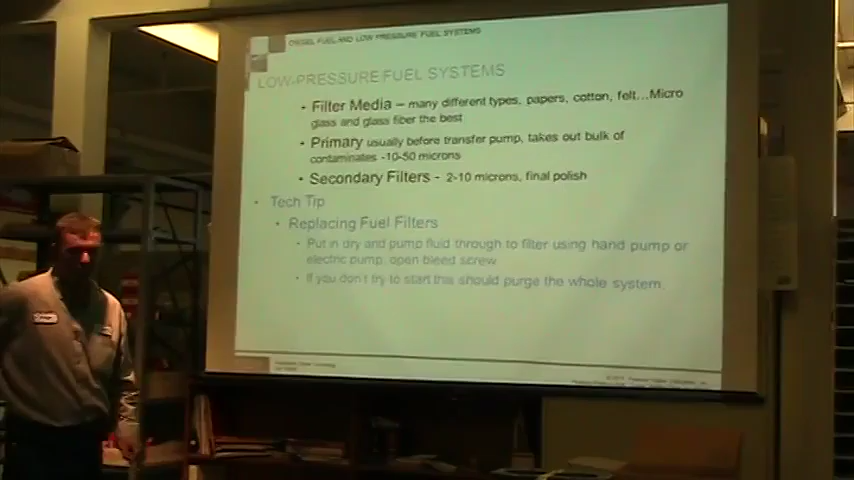 DIESEL FUEL AND LOW PRESSURE FUEL SYSTEMS
LOW-PRESSURE FUEL SYSTEMS
• Filter Media – many different types, papers, cotton, felt...Micro
glass and glass fiber the best
• Primary usually before transfer pump, takes out bulk of
contaminates -10-50 microns
• Secondary Filters - 2-10 microns, final polish
• Tech Tip
• Replacing Fuel Filters
• Put in dry and pump fluid through to filter using hand pump or
electric pump, open bleed screw
• If you don't try to start this should purge the whole system.